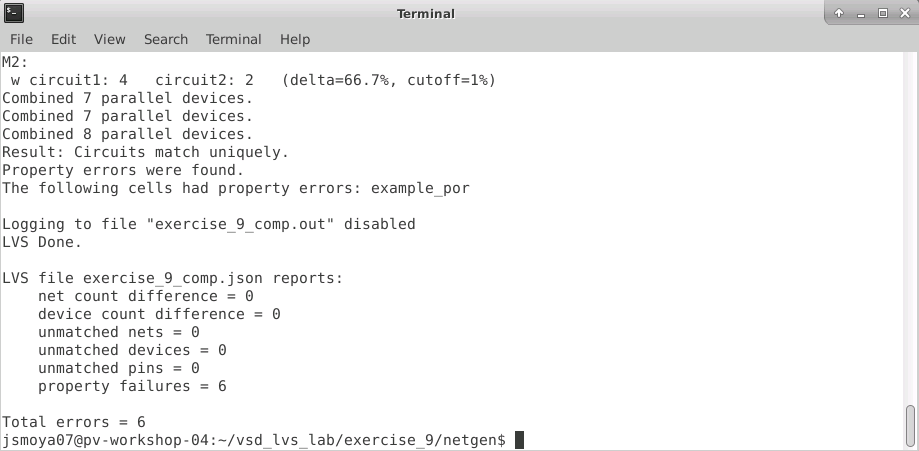 Terminal
File Edit View Search Terminal Help
M2:
 w circuit1: 4   circuit2: 2   (delta=66.7%, cutoff=1%)
Combined 7 parallel devices.
Combined 7 parallel devices.
Combined 8 parallel devices.
Result: Circuits match uniquely.
Property errors were found.
The following cells had property errors: example_por

Logging to file "exercise_9_comp.out" disabled
LVS Done.

LVS file exercise_9_comp.json reports:
    net count difference = 0
    device count difference = 0
    unmatched nets = 0
    unmatched devices = 0
    unmatched pins = 0
    property failures = 6

Total errors = 6
jsmoya07@pv-workshop-04:~/vsd_lvs_lab/exercise_9/netgen$